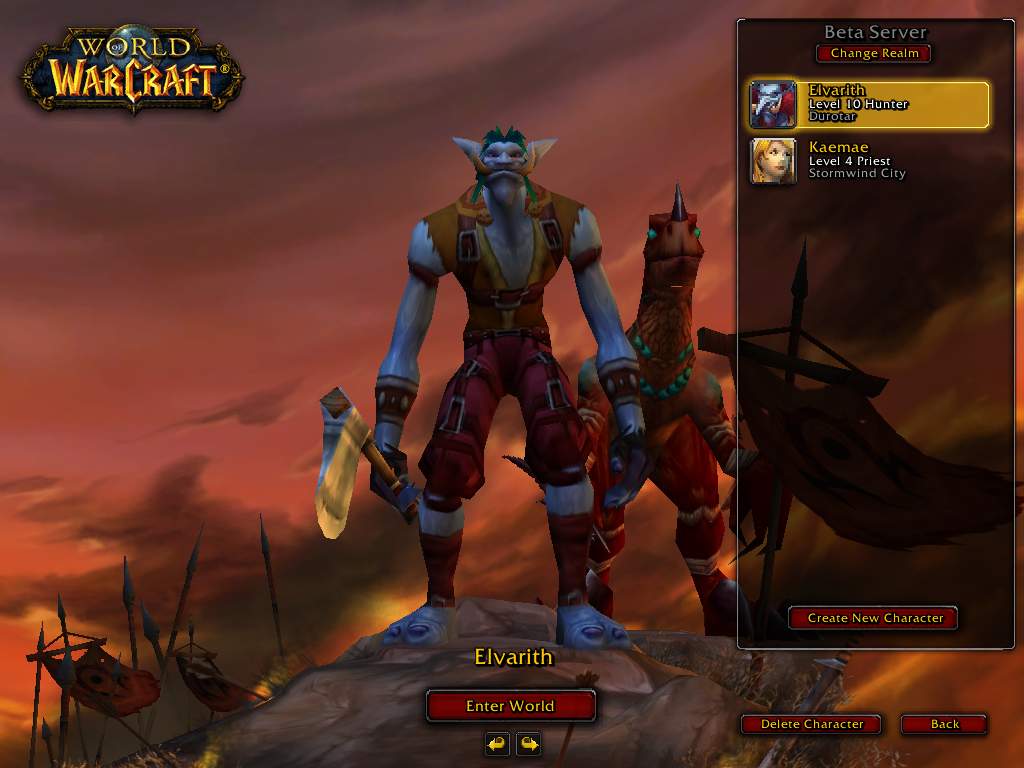 WORLD
OF
WARCRAFT®
Beta Server
Change Realm
Elvarith
Level 10 Hunter
Durotar
Kaemae
Level 4 Priest
Stormwind City
Create New Character
Elvarith
Enter World
Delete Character
Back